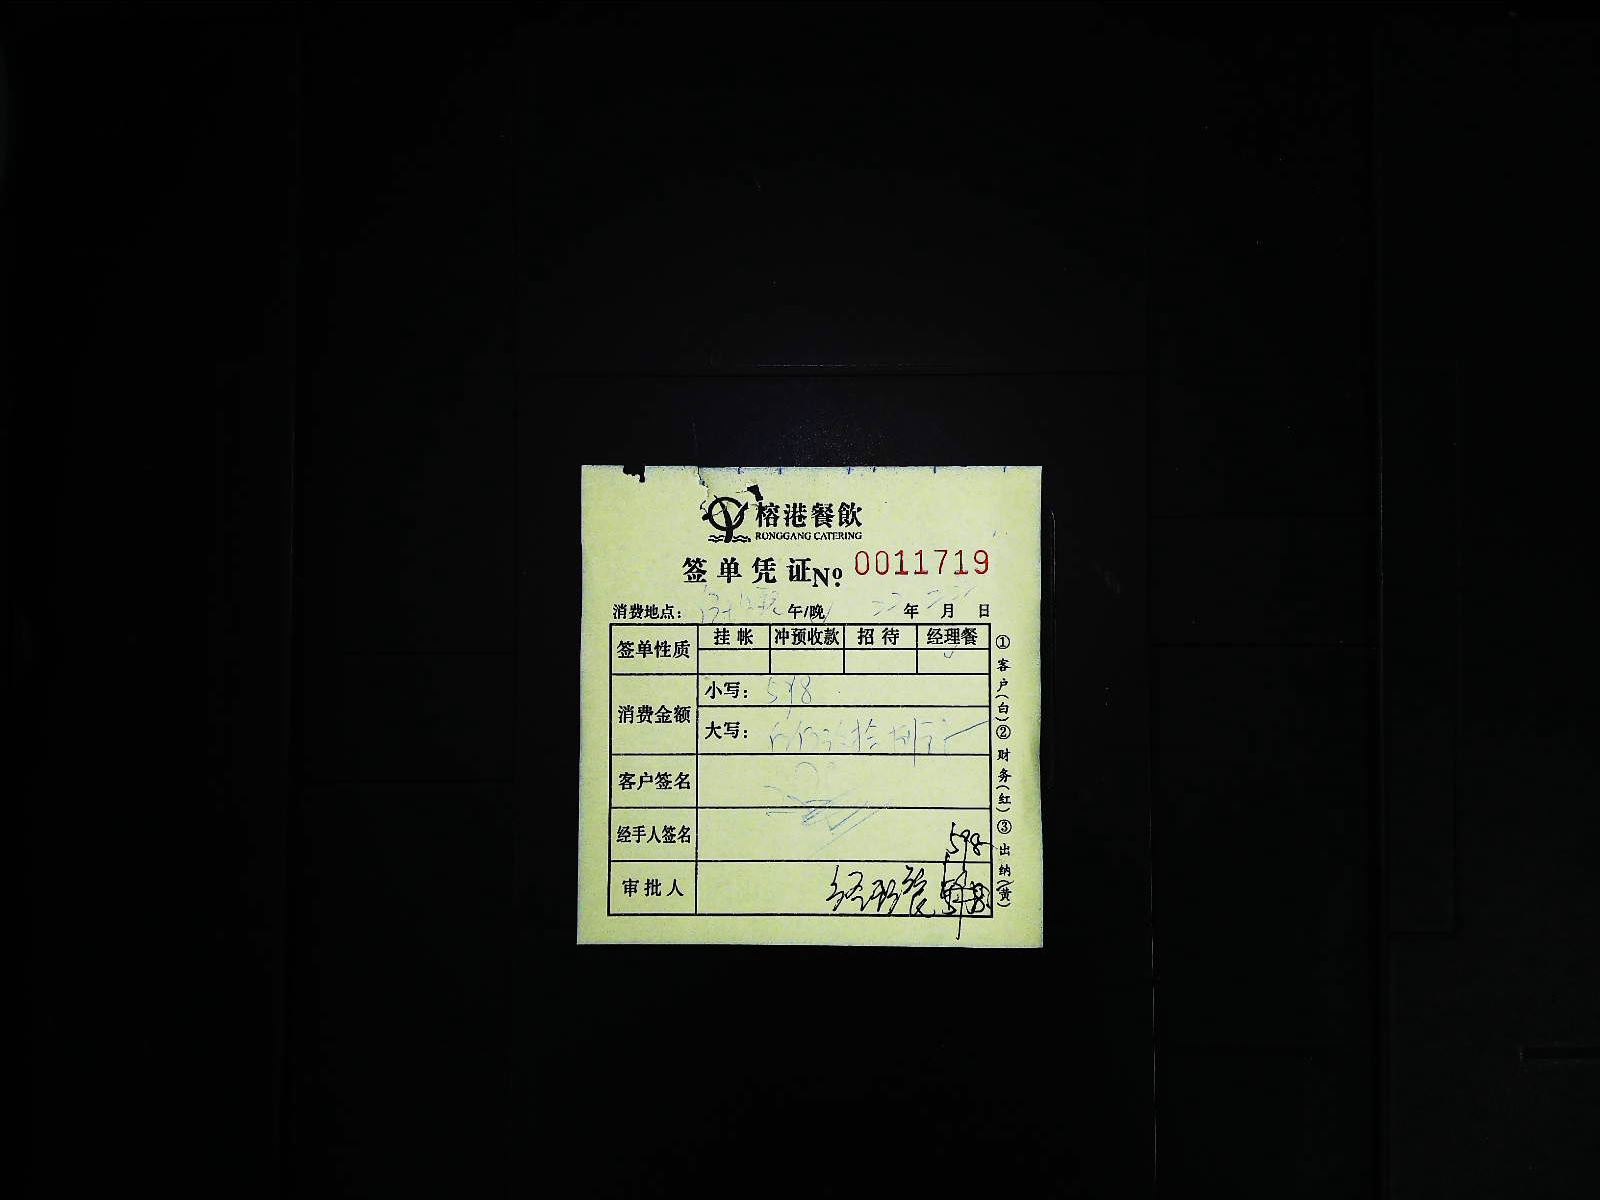 榕港餐飲
RONGGANG CATERING
签单凭证No. 0011719
消费地点： 午/晚 年 月 日
签单性质 挂帐 冲预收款 招待 经理餐
消费金额 小写：598
大写：
客户签名
经手人签名 598
审批人 经理餐
①客户(白)②财务(红)③出纳(黄)